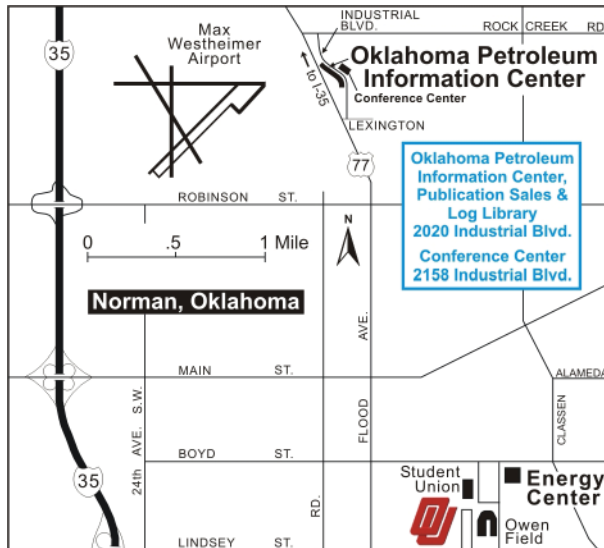 INDUSTRIAL
BLVD.
ROCK CREEK RD.
35
Max
Westheimer
Airport
Oklahoma Petroleum
Information Center
Conference Center
to I-35
LEXINGTON
77
Oklahoma Petroleum
Information Center,
Publication Sales &
Log Library
2020 Industrial Blvd.
Conference Center
2158 Industrial Blvd.
ROBINSON ST.
N
0 .5 1 Mile
Norman, Oklahoma
MAIN ST.
ALAMEDA
24th AVE. S.W.
FLOOD AVE.
CLASSEN
BOYD ST.
35
RD.
Student
Union
Energy
Center
OU
Owen
Field
LINDSEY ST.